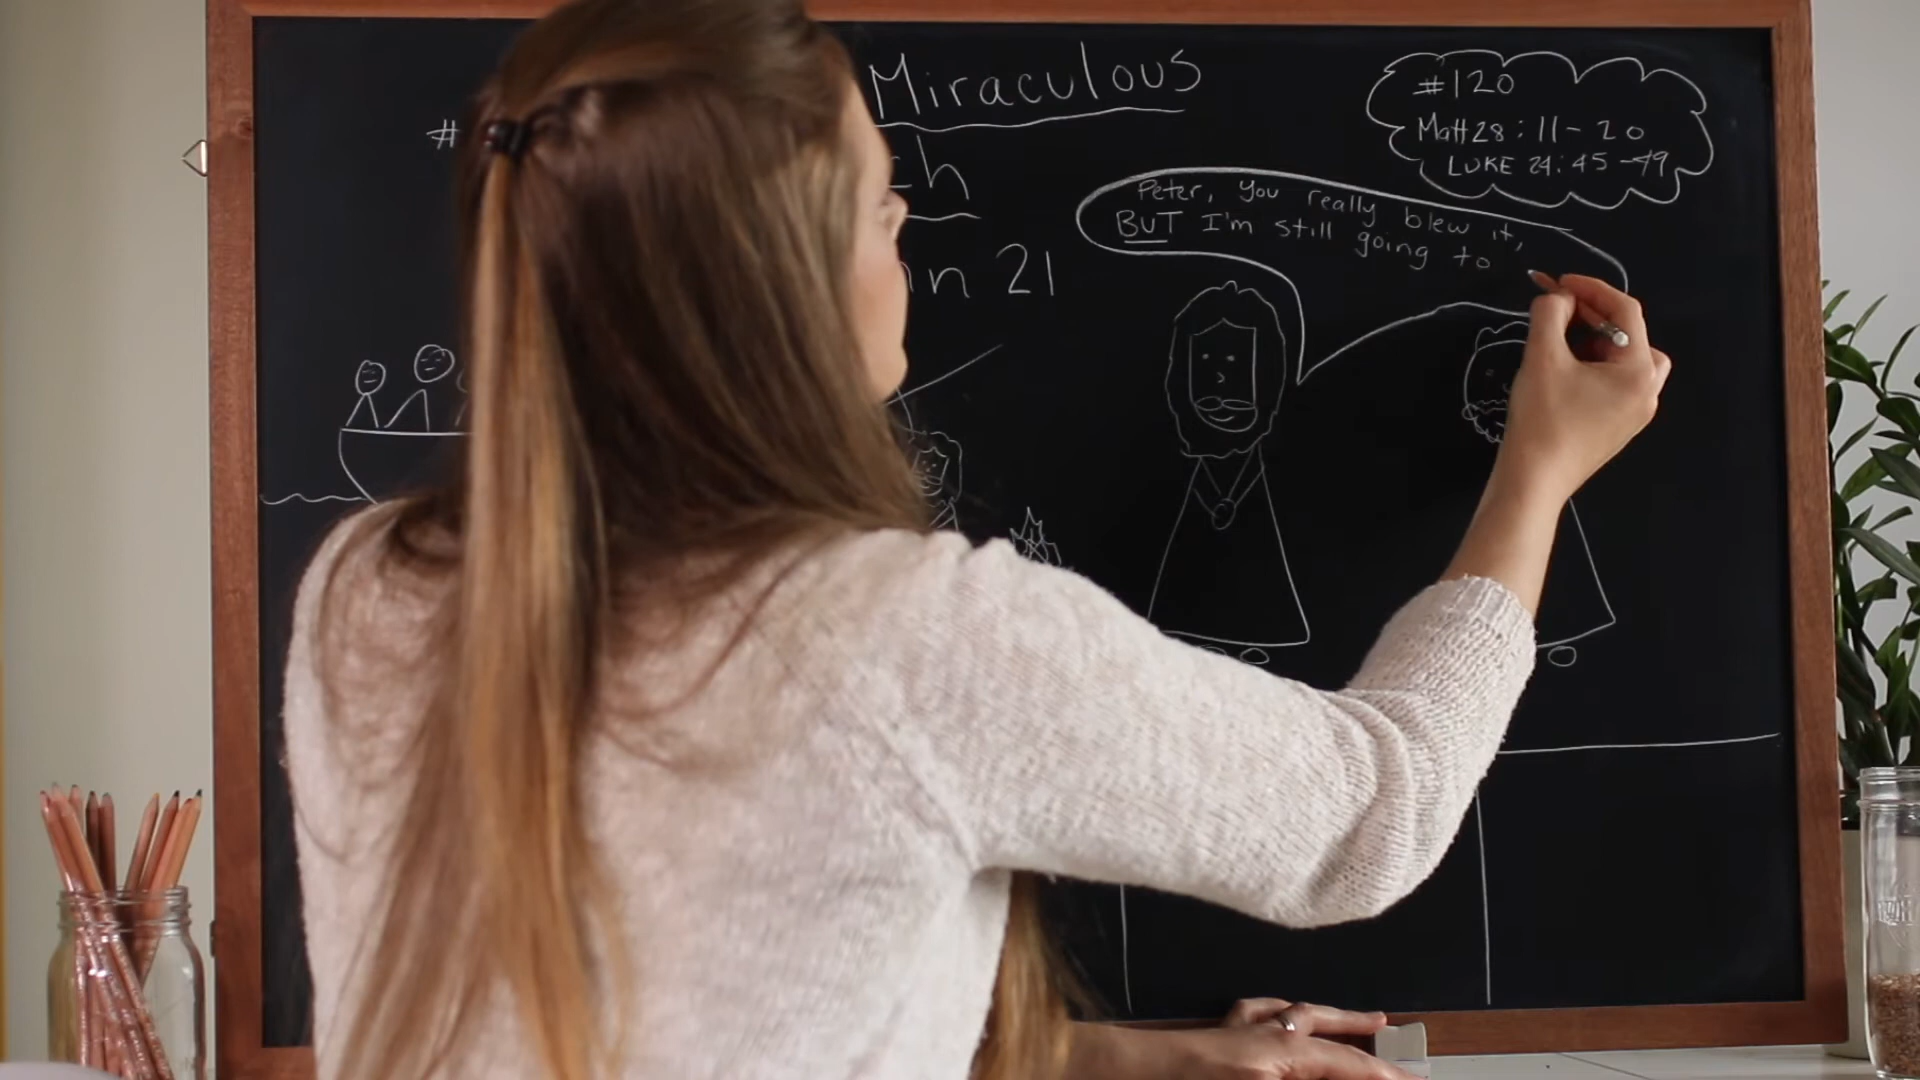 Miraculous
#
ch
n 21
#120
Matt 28:11-20
LUKE 24:45-49
Peter, you really blew it,
BUT I'm still going to